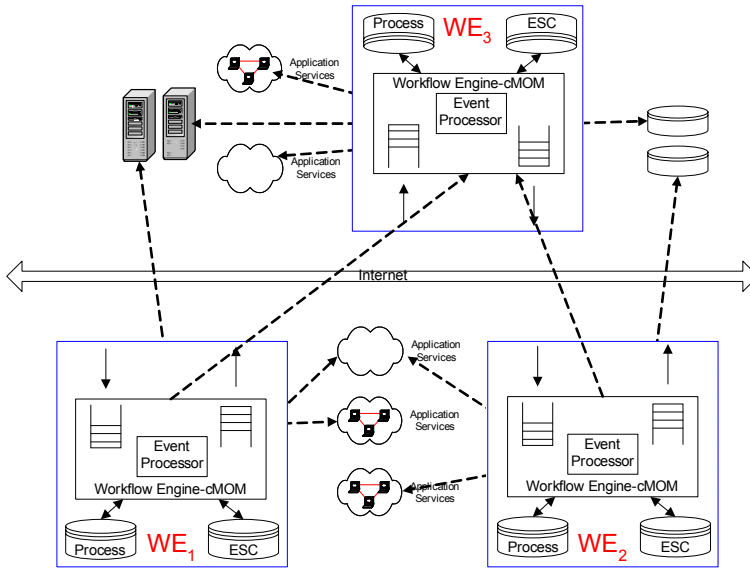 Process
WE3
ESC
Application
Services
Workflow Engine-cMOM
Event
Processor
Application
Services
Internet
Application
Services
Application
Services
Application
Services
Event
Processor
Workflow Engine-cMOM
Process
WE1
ESC
Event
Processor
Workflow Engine-cMOM
Process
WE2
ESC